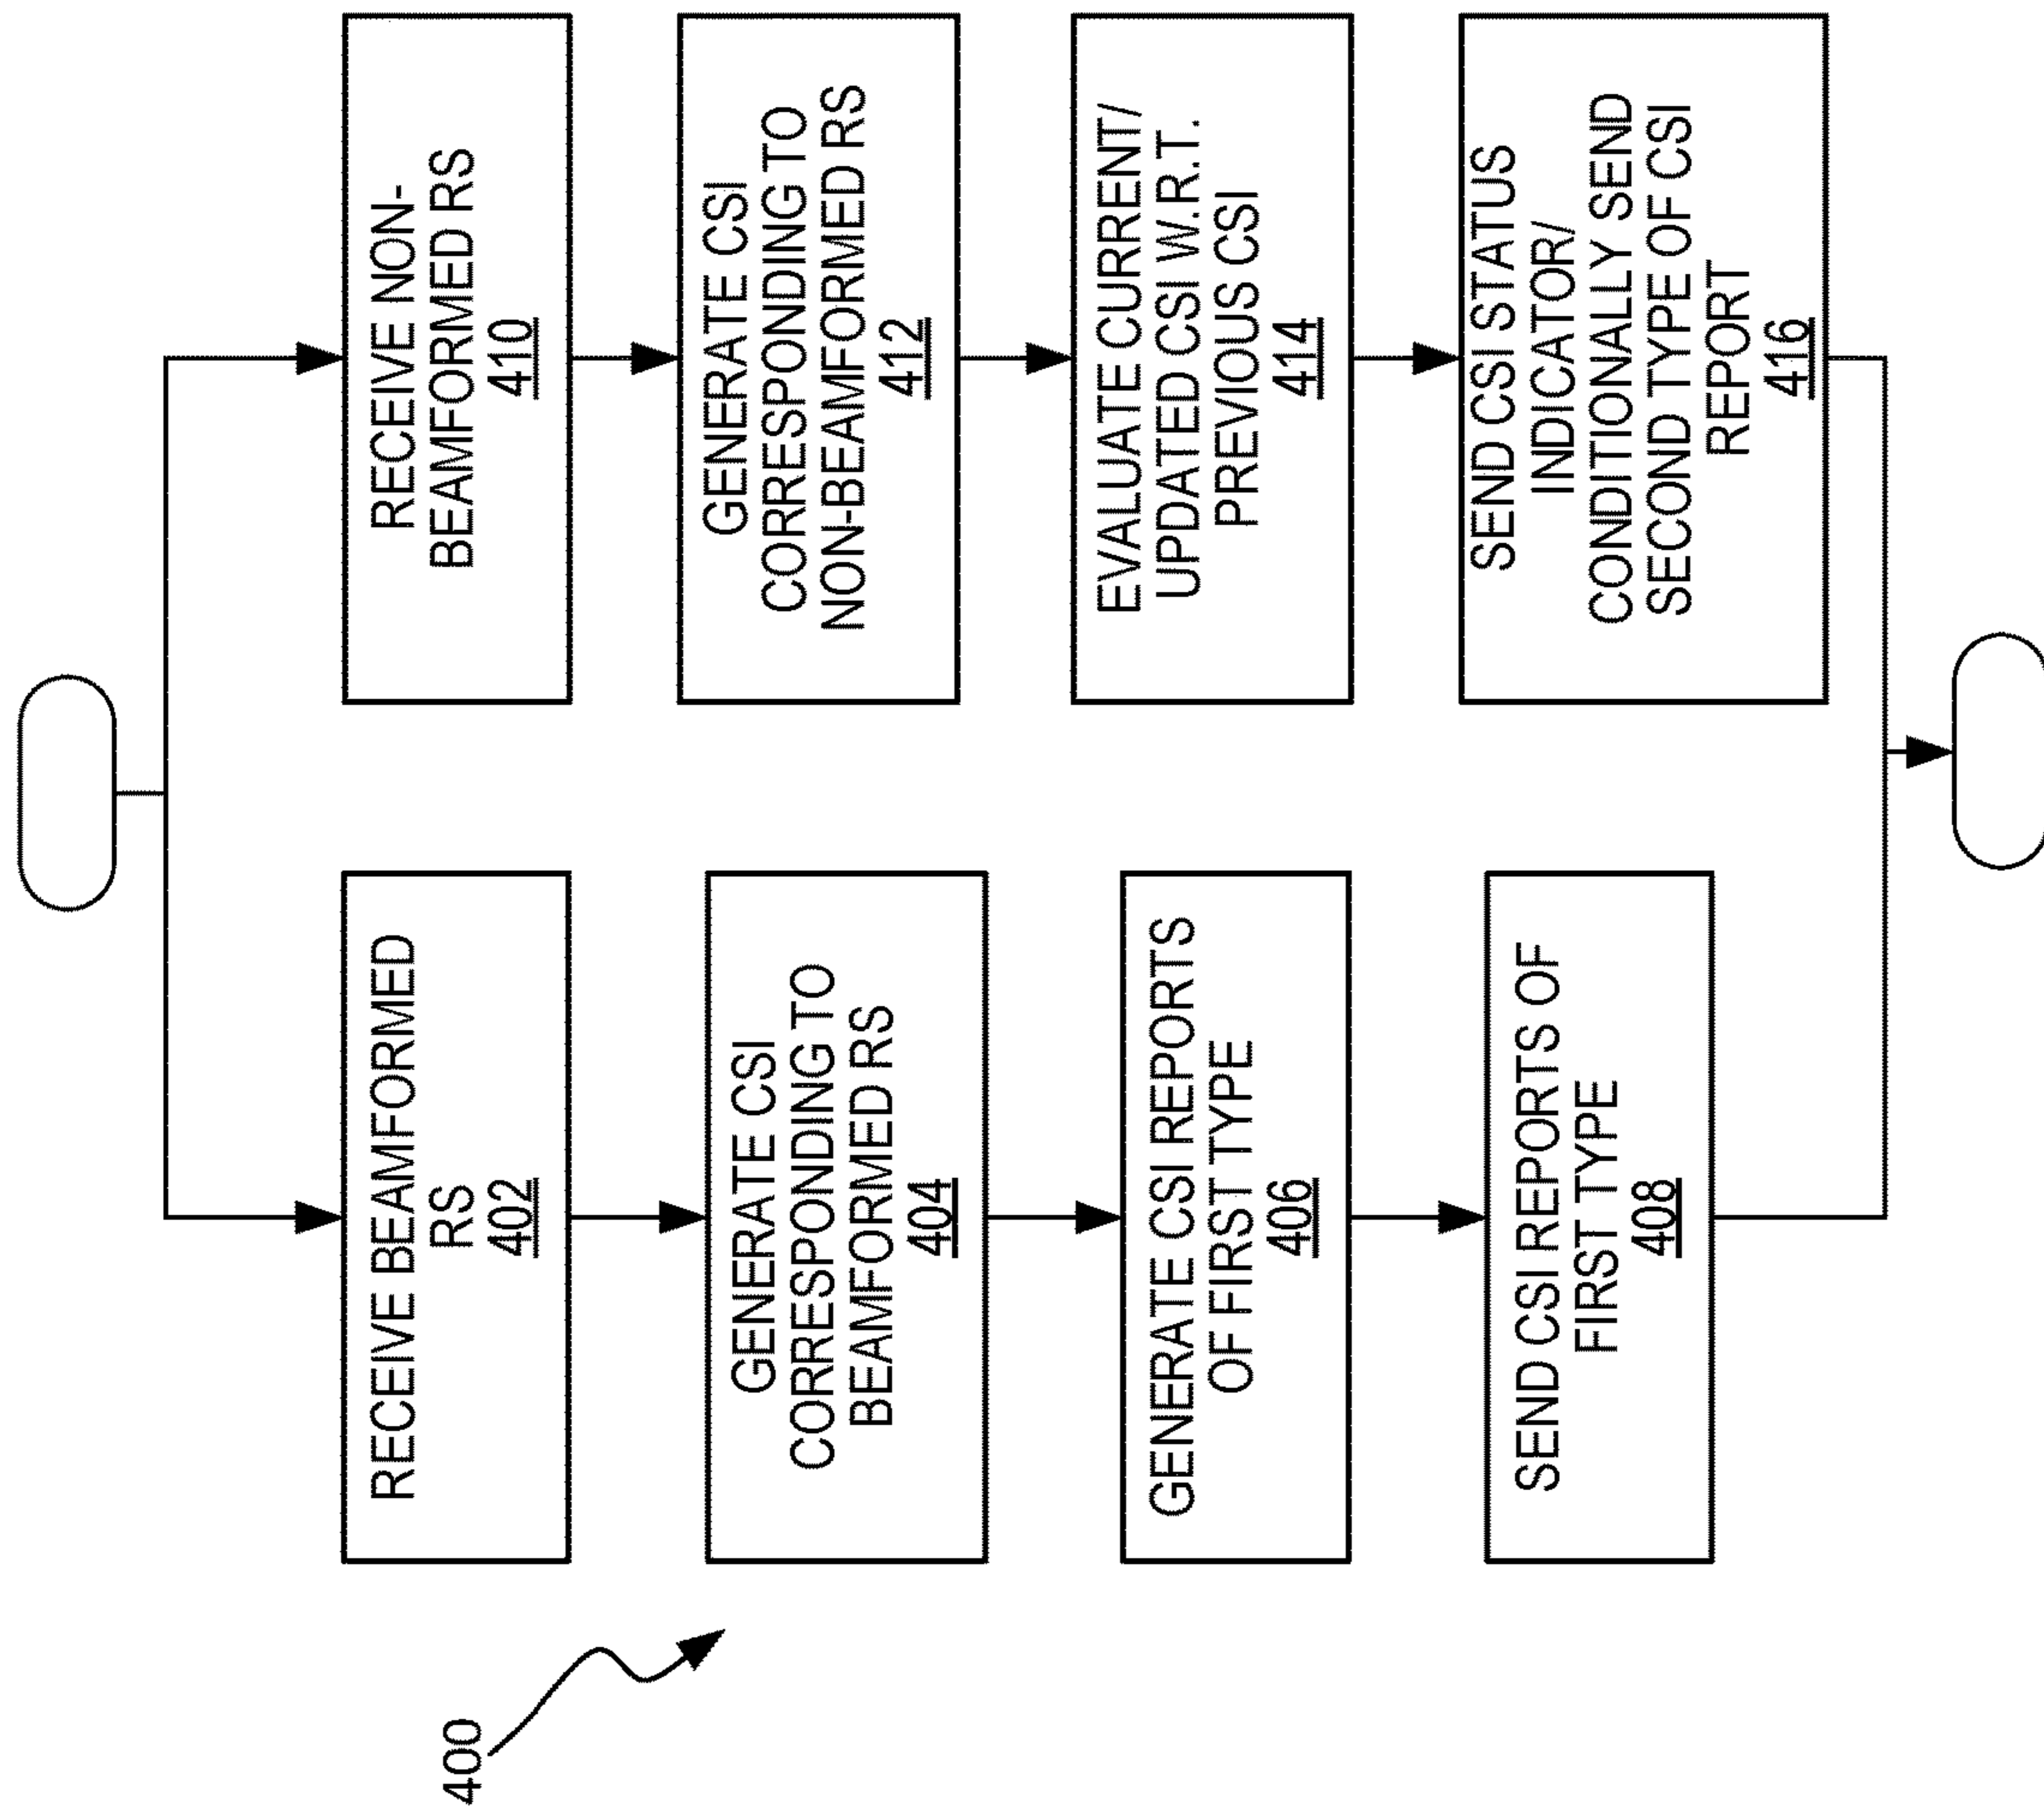 400
RECEIVE BEAMFORMED
RS
402
GENERATE CSI
CORRESPONDING TO
BEAMFORMED RS
404
GENERATE CSI REPORTS
OF FIRST TYPE
406
SEND CSI REPORTS OF
FIRST TYPE
408
RECEIVE NON-
BEAMFORMED RS
410
GENERATE CSI
CORRESPONDING TO
NON-BEAMFORMED RS
412
EVALUATE CURRENT/
UPDATED CSI W.R.T.
PREVIOUS CSI
414
SEND CSI STATUS
INDICATOR/
CONDITIONALLY SEND
SECOND TYPE OF CSI
REPORT
416